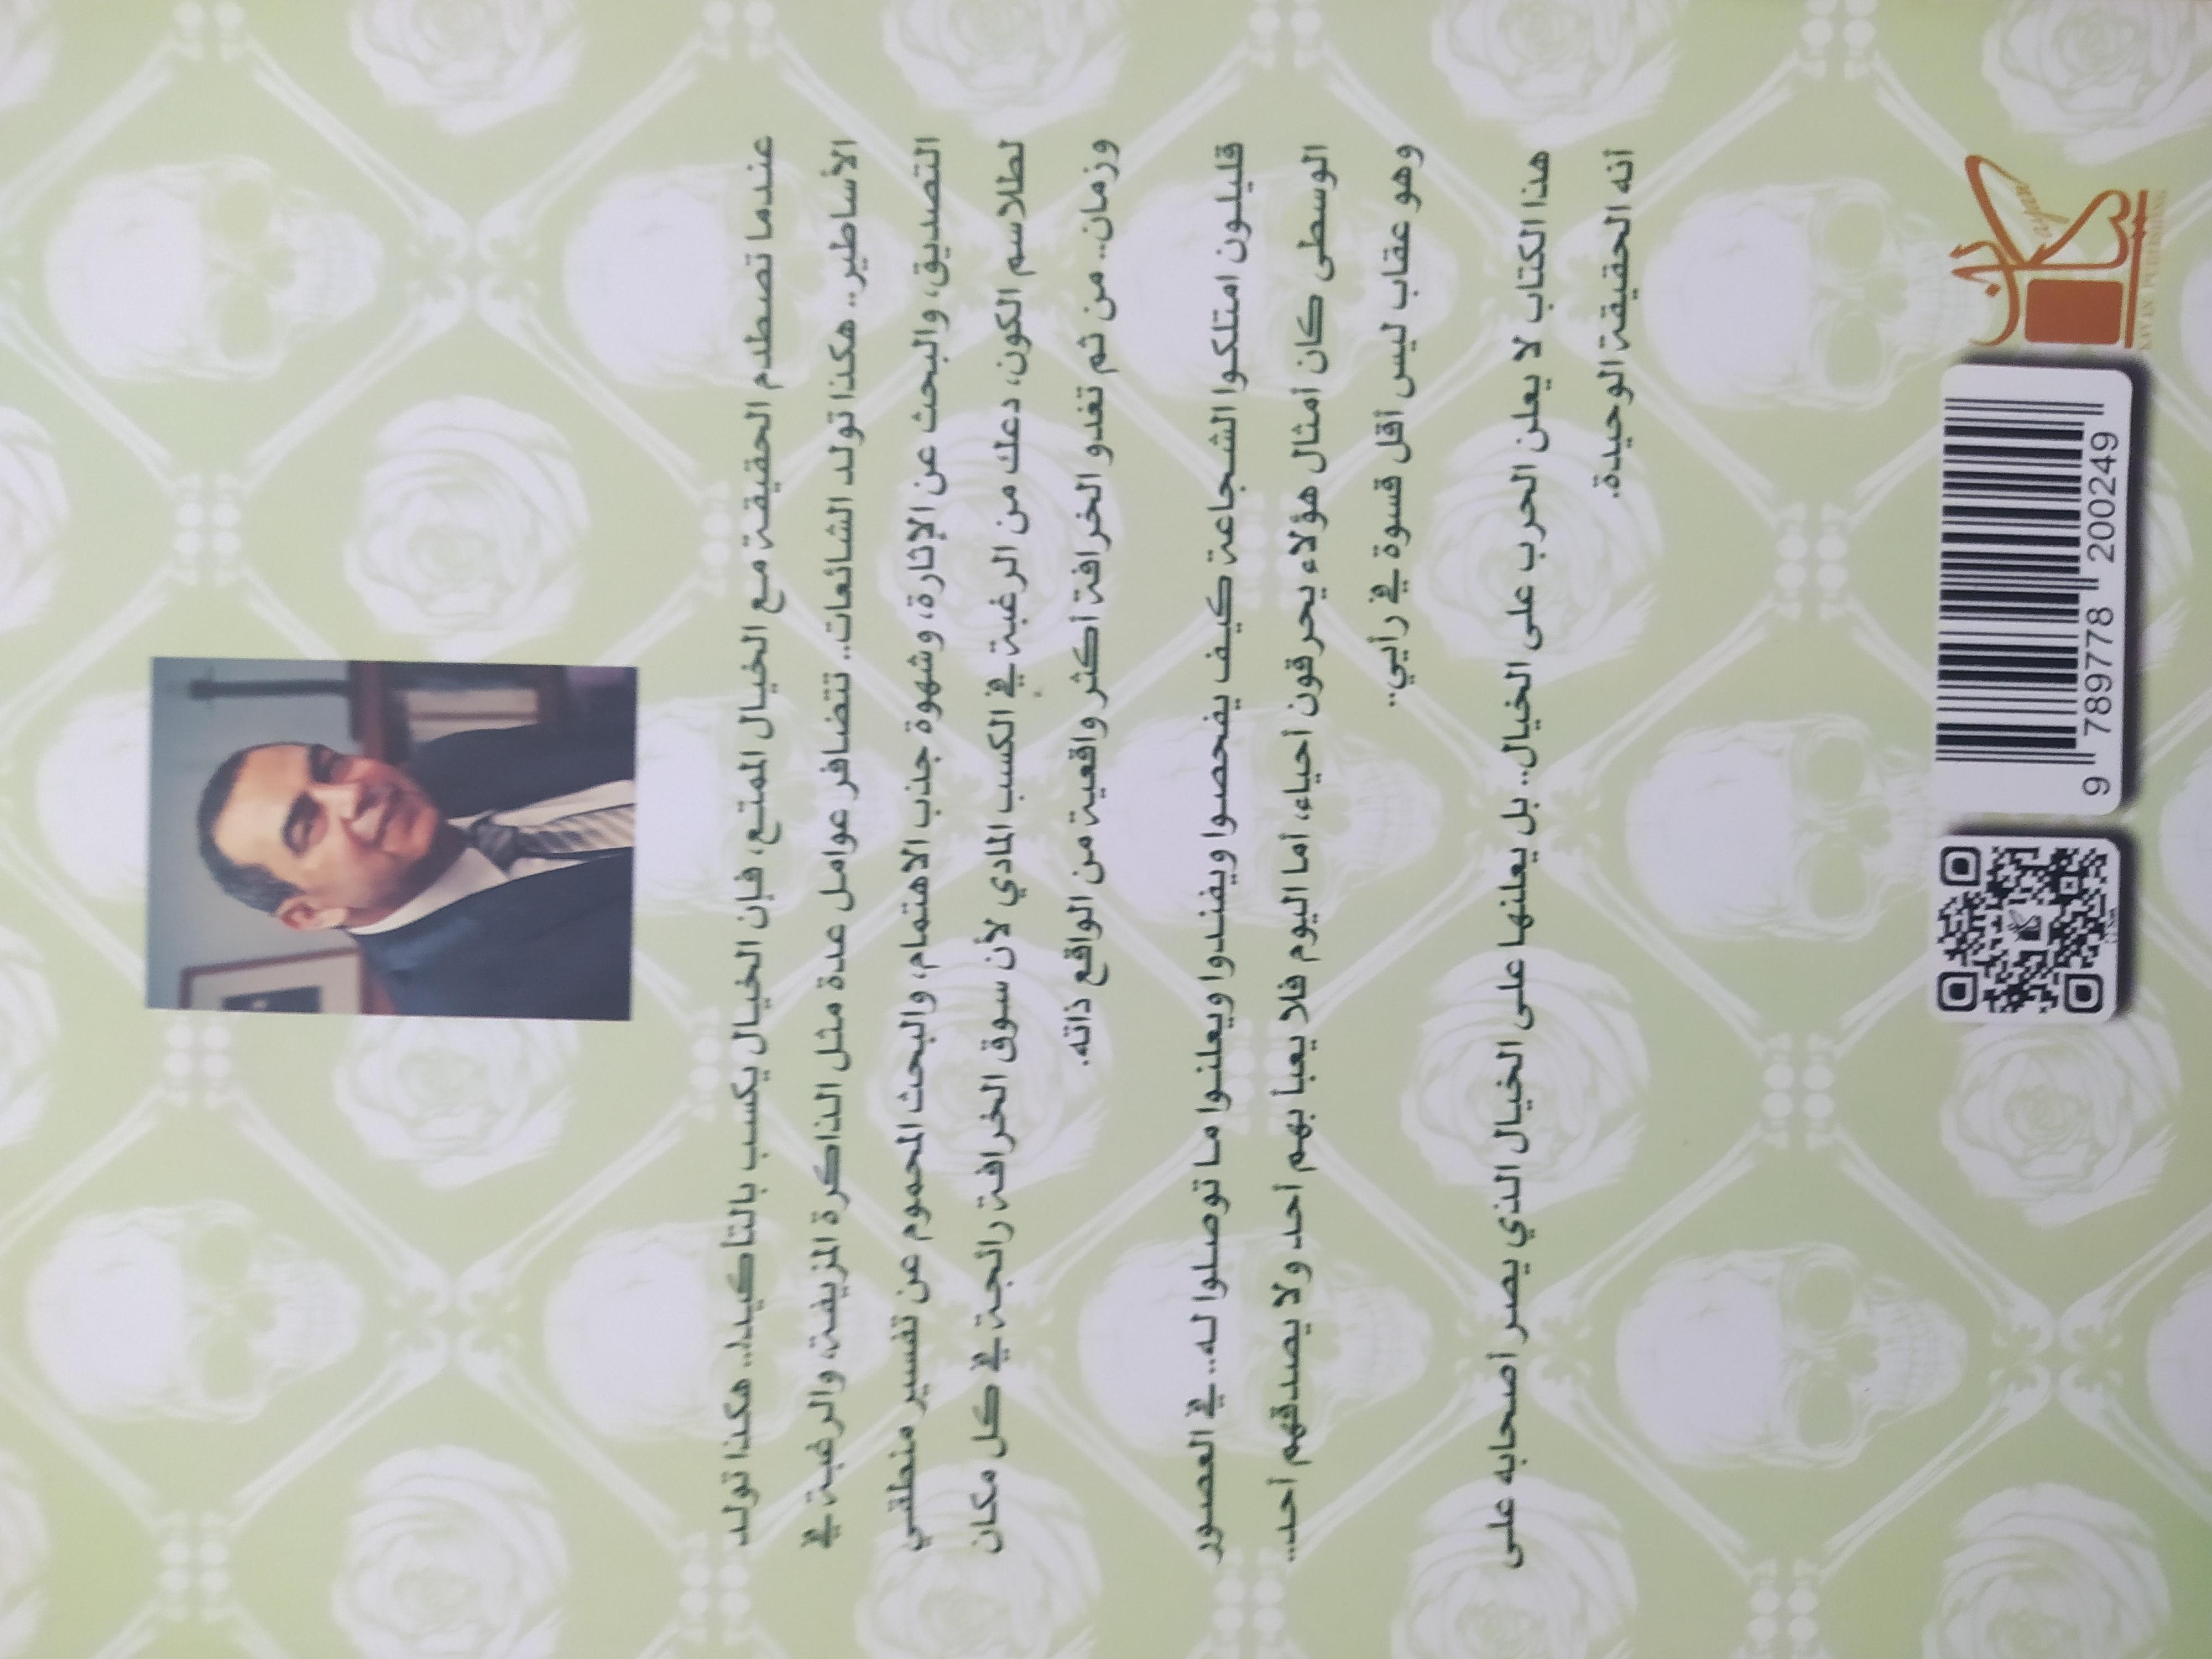 عندما تصطدم الحقيقة مع الخيال الممتع، فإن الخيال يكسب بالتأكيد!.. هكذا تولد
الأساطير.. هكذا تولد الشائعات.. تتضافر عوامل عدة مثل الذاكرة المزيفة، والرغبة في
التصديق، والبحث عن الإثارة، وشهوة جذب الاهتمام، والبحث المحموم عن تفسير منطقي
لطلاسم الكون، دعك من الرغبة في الكسب المادي لأن سوق الخرافة رائجة في كل مكان
وزمان.. من ثم تغدو الخرافة أكثر واقعية من الواقع ذاته.
قليلون امتلكوا الشجاعة كيف يفحصوا ويفندوا ويعلنوا ما توصلوا له.. في العصور
الوسطى كان أمثال هؤلاء يحرقون أحياء، أما اليوم فلا يعبأ بهم أحد ولا يصدقهم أحد..
وهو عقاب ليس أقل قسوة في رأيي..
هذا الكتاب لا يعلن الحرب على الخيال.. بل يعلنها على الخيال الذي يصر أصحابه على
أنه الحقيقة الوحيدة.
كيان
Kayan
KAYAN PUBLISHING
9 789778 200249